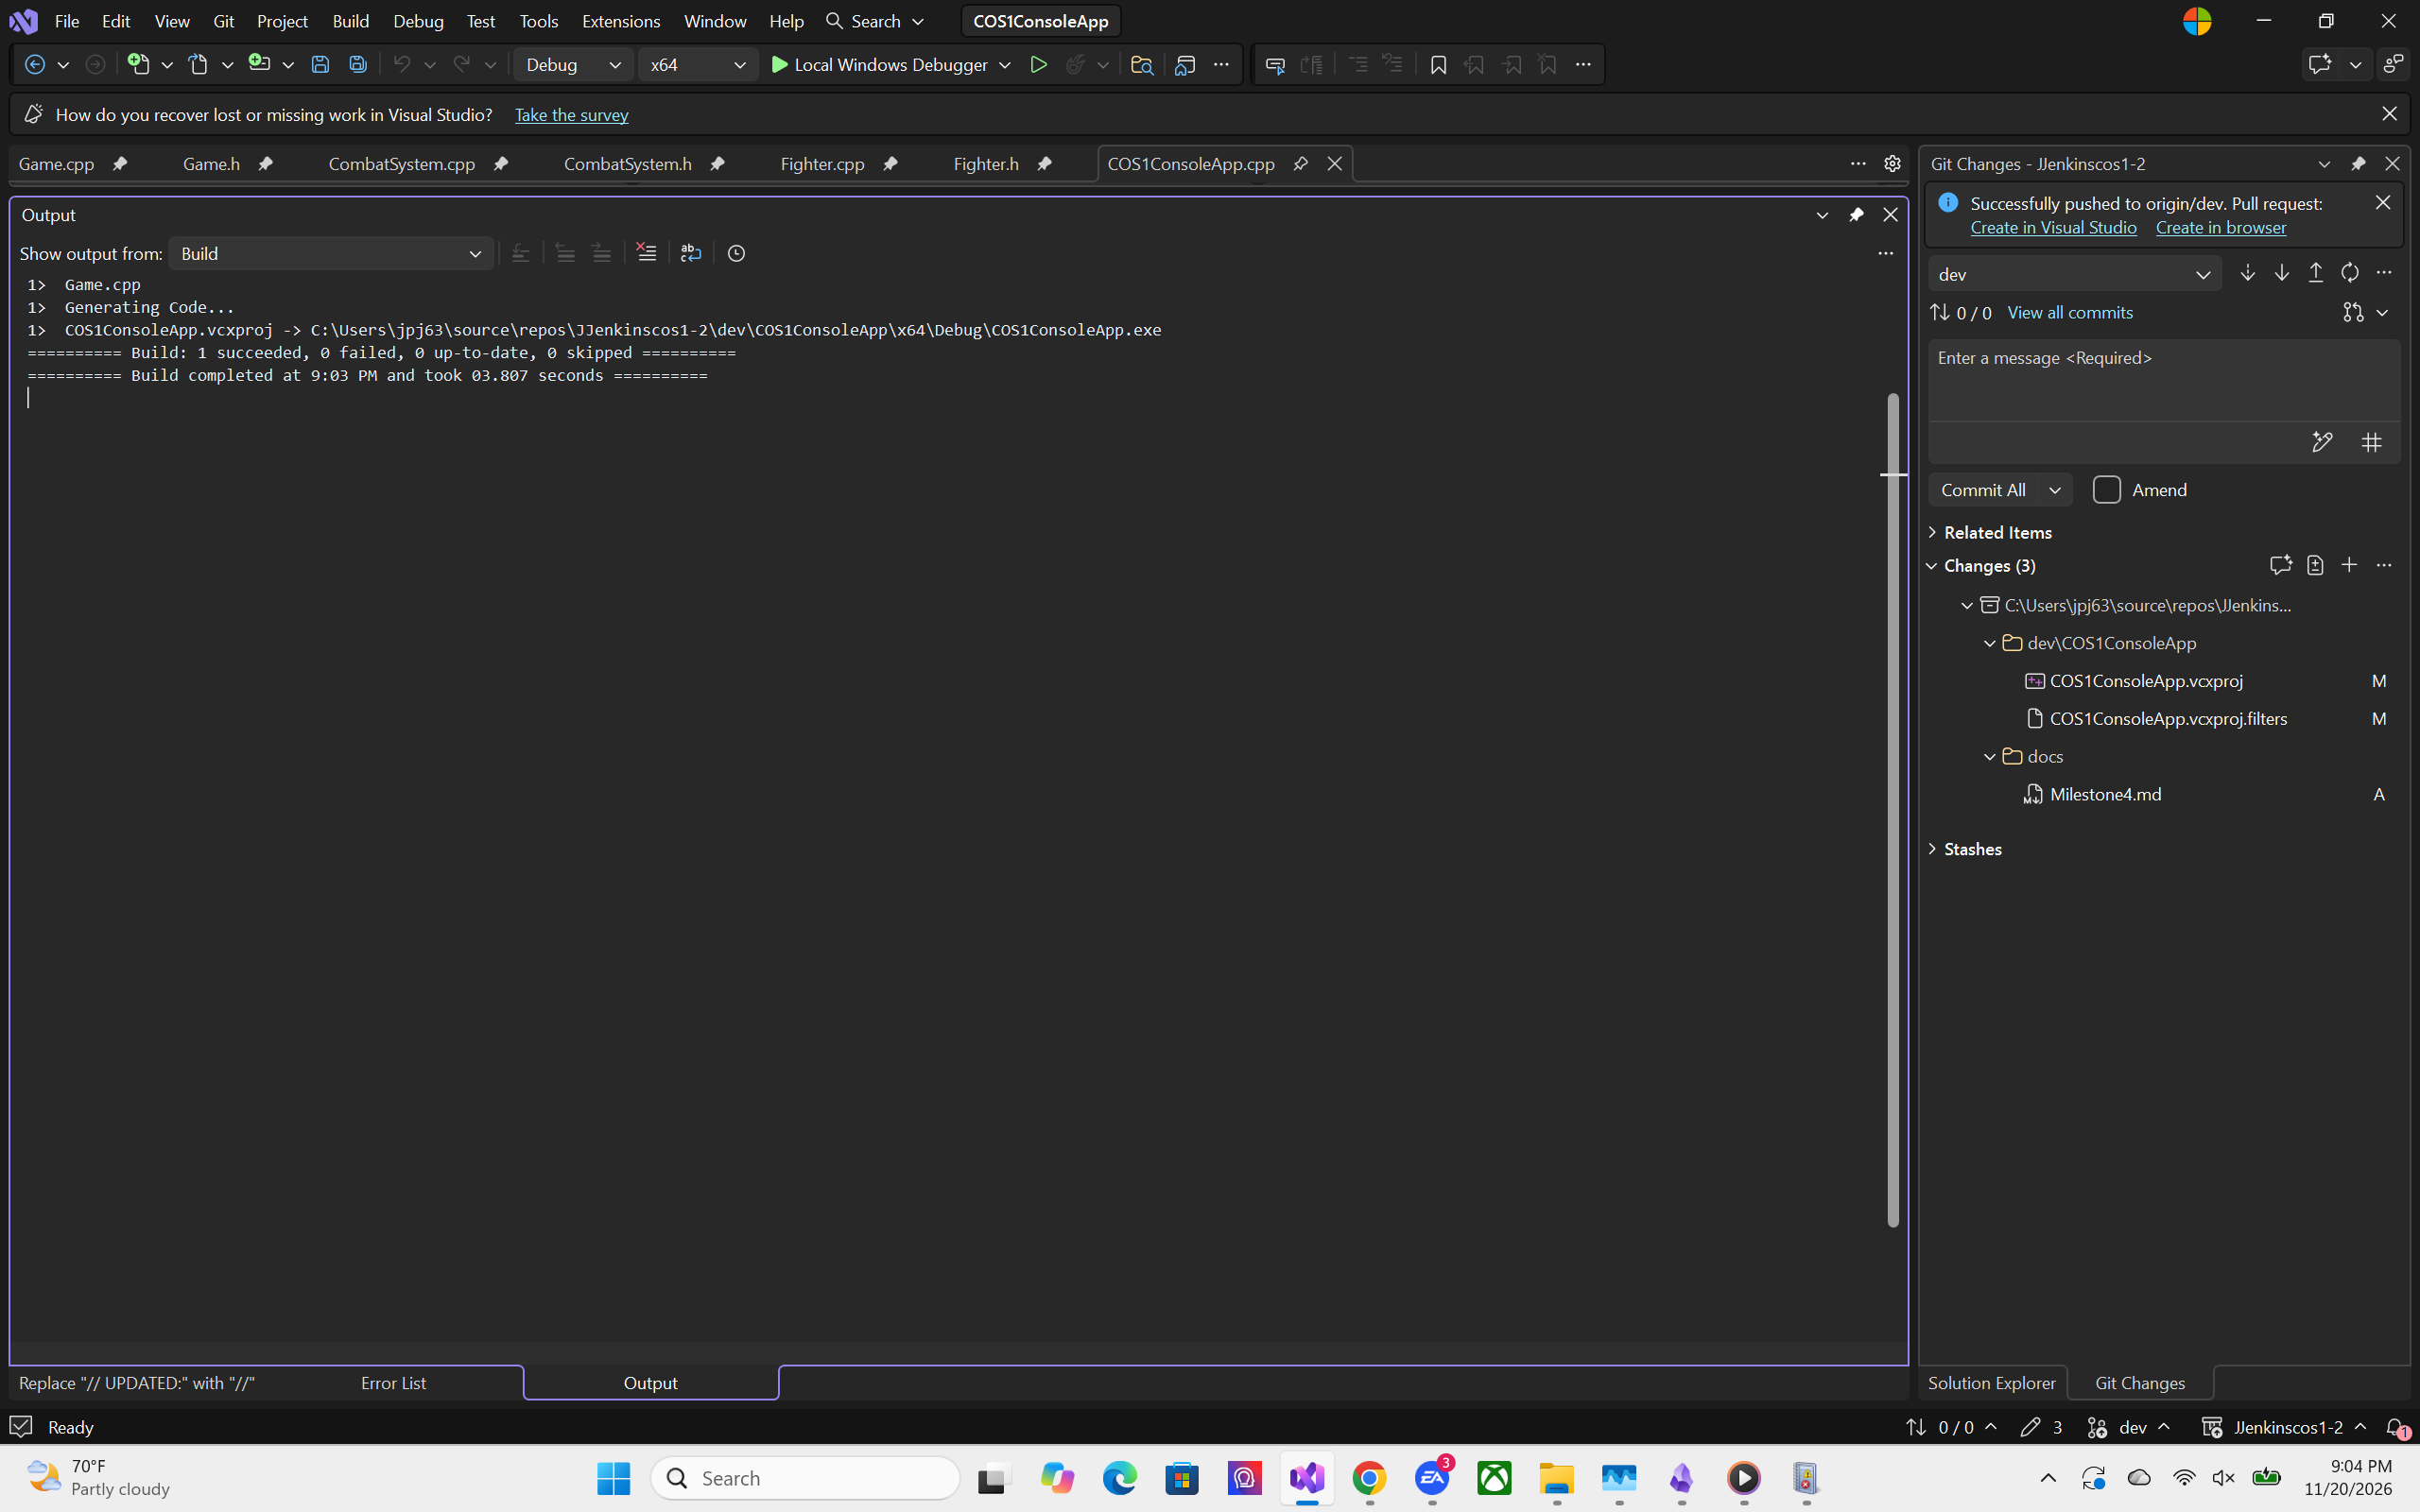 File Edit View Git Project Build Debug Test Tools Extensions Window Help Search COS1ConsoleApp
Debug x64 Local Windows Debugger
How do you recover lost or missing work in Visual Studio? Take the survey
Game.cpp Game.h CombatSystem.cpp CombatSystem.h Fighter.cpp Fighter.h COS1ConsoleApp.cpp
Output
Show output from: Build
1> Game.cpp
1> Generating Code...
1> COS1ConsoleApp.vcxproj -> C:\Users\jpj63\source\repos\JJenkinscos1-2\dev\COS1ConsoleApp\x64\Debug\COS1ConsoleApp.exe
========== Build: 1 succeeded, 0 failed, 0 up-to-date, 0 skipped ==========
========== Build completed at 9:03 PM and took 03.807 seconds ==========
Replace "// UPDATED:" with "//" Error List Output
Git Changes - JJenkinscos1-2
Successfully pushed to origin/dev. Pull request:
Create in Visual Studio Create in browser
dev
0 / 0 View all commits
Enter a message <Required>
Commit All Amend
Related Items
Changes (3)
C:\Users\jpj63\source\repos\JJenkins...
dev\COS1ConsoleApp
COS1ConsoleApp.vcxproj M
COS1ConsoleApp.vcxproj.filters M
docs
Milestone4.md A
Stashes
Solution Explorer Git Changes
Ready 0 / 0 3 dev JJenkinscos1-2 1
70°F
Partly cloudy
Search
EA 3
9:04 PM
11/20/2026